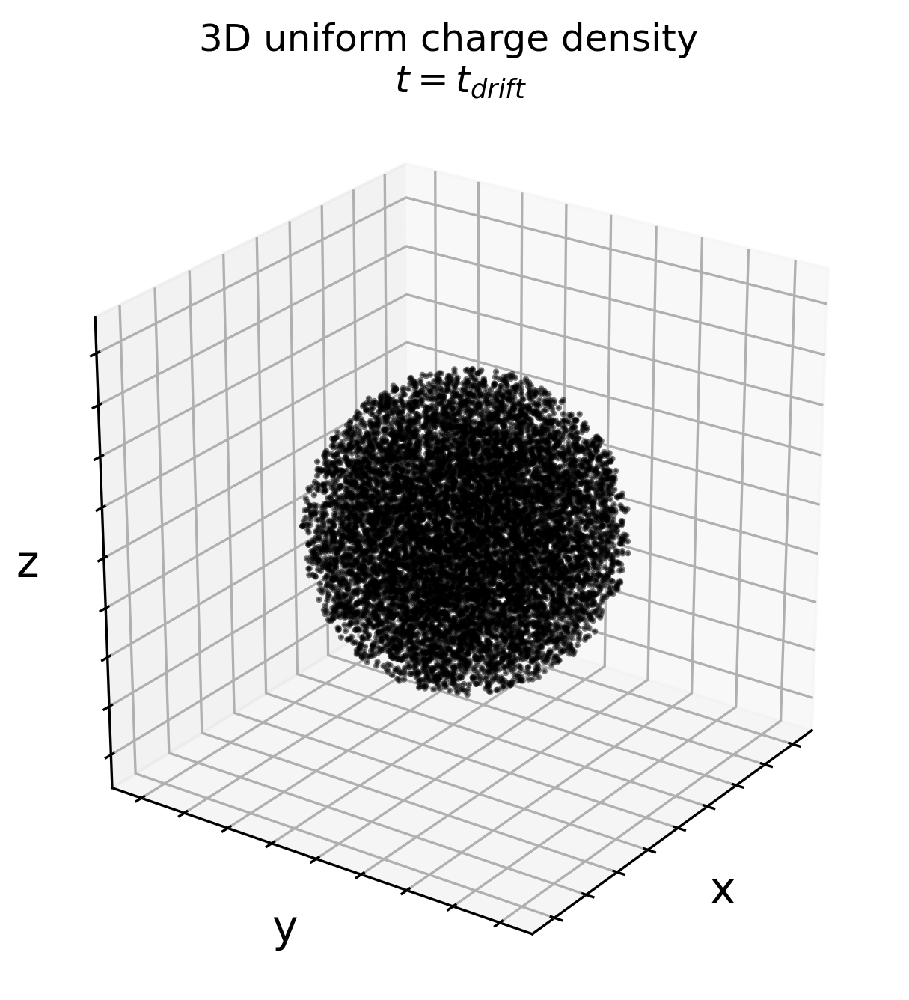 3D uniform charge density
t = t_drift
z
y
x